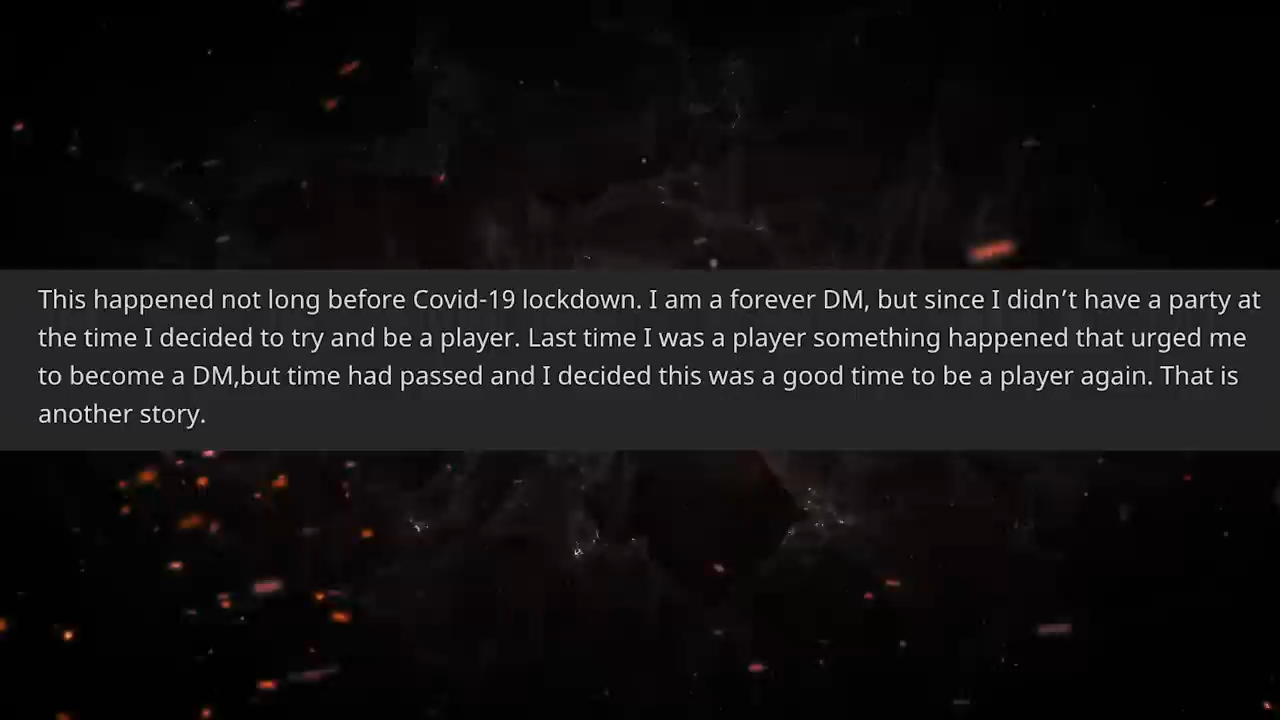 This happened not long before Covid-19 lockdown. I am a forever DM, but since I didn’t have a party at
the time I decided to try and be a player. Last time I was a player something happened that urged me
to become a DM,but time had passed and I decided this was a good time to be a player again. That is
another story.